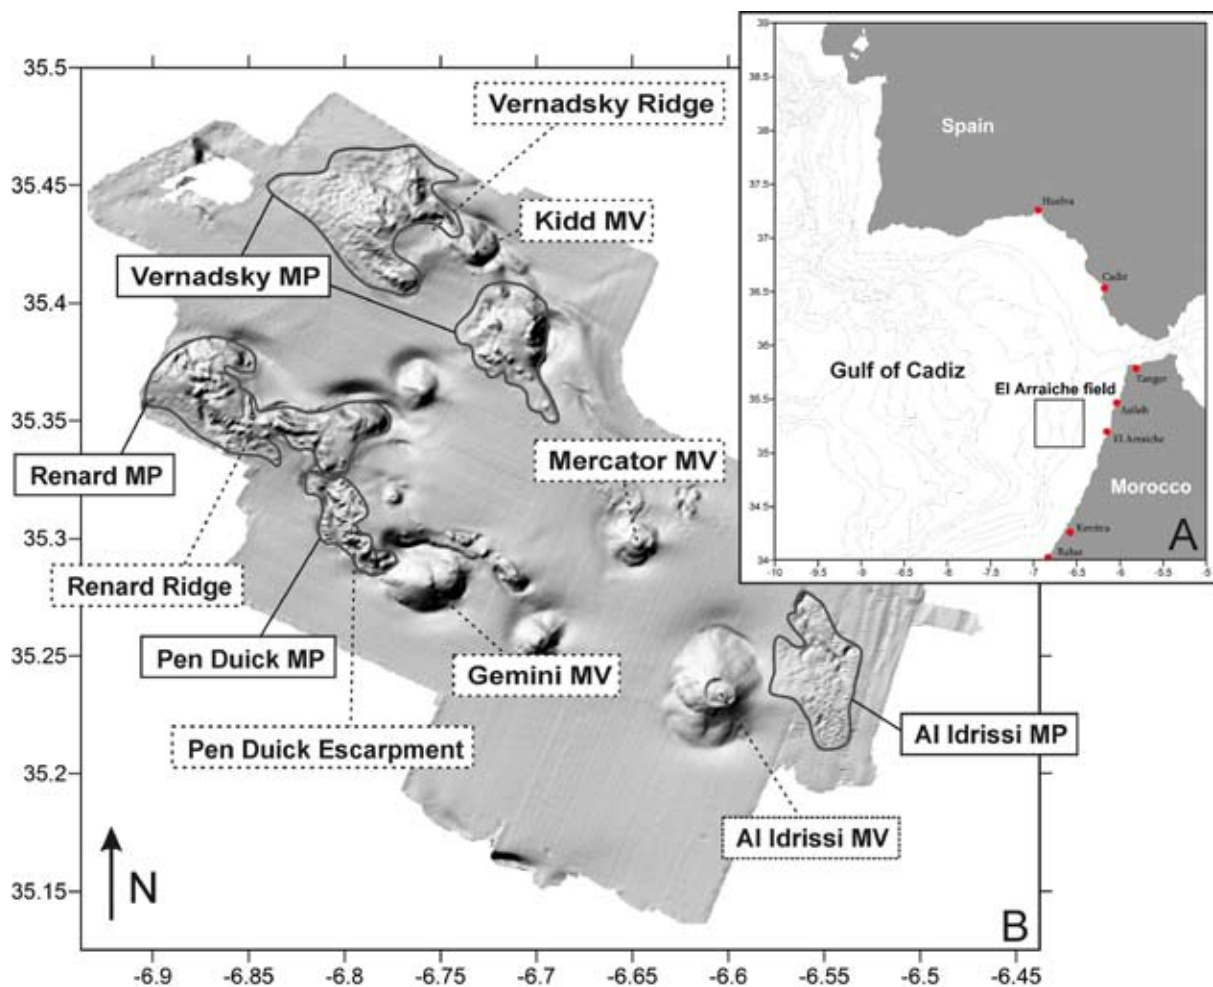 35.5
35.45
35.4
35.35
35.3
35.25
35.2
35.15
-6.9
-6.85
-6.8
-6.75
-6.7
-6.65
-6.6
-6.55
-6.5
-6.45
Vernadsky Ridge
Kidd MV
Vernadsky MP
Renard MP
Mercator MV
Renard Ridge
Pen Duick MP
Gemini MV
Pen Duick Escarpment
Al Idrissi MP
Al Idrissi MV
N
B
39
38.5
38
37.5
37
36.5
36
35.5
35
34.5
34
-10
-9.5
-9
-8.5
-8
-7.5
-7
-6.5
-6
-5.5
-5
Spain
Huelva
Cadiz
Gulf of Cadiz
El Arraiche field
Tanger
Asilah
El Arraiche
Morocco
Kenitra
Rabat
A